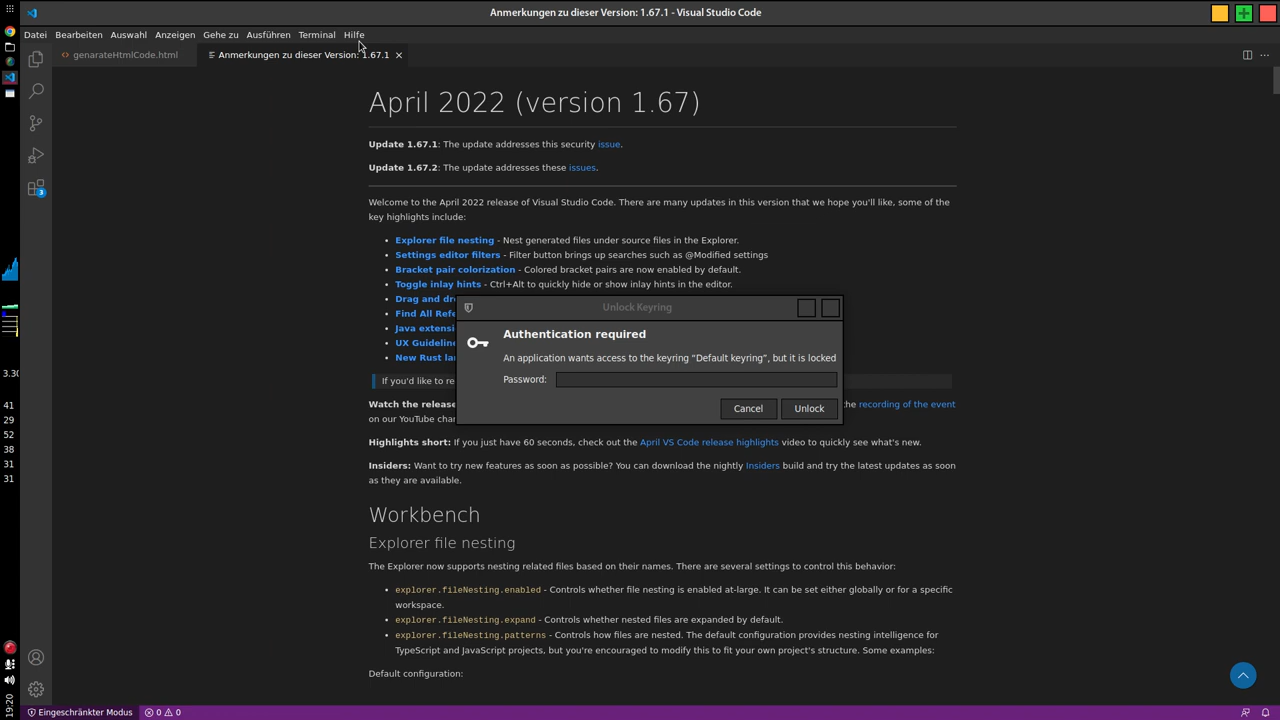 Anmerkungen zu dieser Version: 1.67.1 - Visual Studio Code
Datei Bearbeiten Auswahl Anzeigen Gehe zu Ausführen Terminal Hilfe
genarateHtmlCode.html Anmerkungen zu dieser Version: 1.67.1
April 2022 (version 1.67)
Update 1.67.1: The update addresses this security issue.
Update 1.67.2: The update addresses these issues.
Welcome to the April 2022 release of Visual Studio Code. There are many updates in this version that we hope you'll like, some of the
key highlights include:
• Explorer file nesting - Nest generated files under source files in the Explorer.
• Settings editor filters - Filter button brings up searches such as @Modified settings
• Bracket pair colorization - Colored bracket pairs are now enabled by default.
• Toggle inlay hints - Ctrl+Alt to quickly hide or show inlay hints in the editor.
• Drag and dr
• Find All Refe
• Java extensi
• UX Guideline
• New Rust la
Unlock Keyring
Authentication required
An application wants access to the keyring “Default keyring”, but it is locked
Password:
Cancel Unlock
If you'd like to re
Watch the release
the recording of the event
on our YouTube chan
Highlights short: If you just have 60 seconds, check out the April VS Code release highlights video to quickly see what's new.
Insiders: Want to try new features as soon as possible? You can download the nightly Insiders build and try the latest updates as soon
as they are available.
Workbench
Explorer file nesting
The Explorer now supports nesting related files based on their names. There are several settings to control this behavior:
• explorer.fileNesting.enabled - Controls whether file nesting is enabled at-large. It can be set either globally or for a specific
workspace.
• explorer.fileNesting.expand - Controls whether nested files are expanded by default.
• explorer.fileNesting.patterns - Controls how files are nested. The default configuration provides nesting intelligence for
TypeScript and JavaScript projects, but you're encouraged to modify this to fit your own project's structure. Some examples:
Default configuration:
3
3.30
41
29
52
38
31
31
19:20
Eingeschränkter Modus 0 0